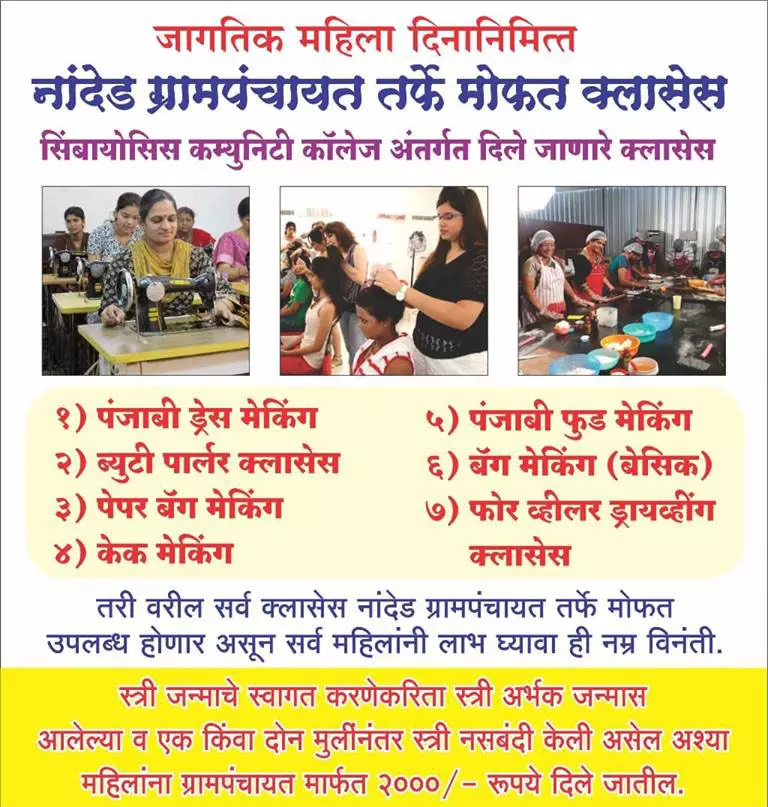 जागतिक महिला दिनानिमित्त
नांदेड ग्रामपंचायत तर्फे मोफत क्लासेस
सिंबायोसिस कम्युनिटी कॉलेज अंतर्गत दिले जाणारे क्लासेस
१) पंजाबी ड्रेस मेकिंग
२) ब्युटी पार्लर क्लासेस
३) पेपर बॅग मेकिंग
४) केक मेकिंग
५) पंजाबी फुड मेकिंग
६) बॅग मेकिंग (बेसिक)
७) फोर व्हीलर ड्रायव्हींग
क्लासेस
तरी वरील सर्व क्लासेस नांदेड ग्रामपंचायत तर्फे मोफत
उपलब्ध होणार असून सर्व महिलांनी लाभ घ्यावा ही नम्र विनंती.
स्त्री जन्माचे स्वागत करणेकरिता स्त्री अर्भक जन्मास
आलेल्या व एक किंवा दोन मुलींनंतर स्त्री नसबंदी केली असेल अश्या
महिलांना ग्रामपंचायत मार्फत २०००/- रूपये दिले जातील.